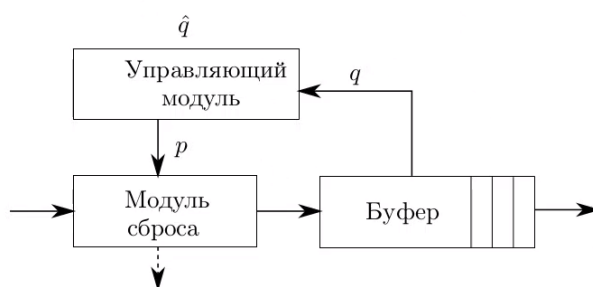 q̂
Управляющий
модуль
q
p
Модуль
сброса
Буфер